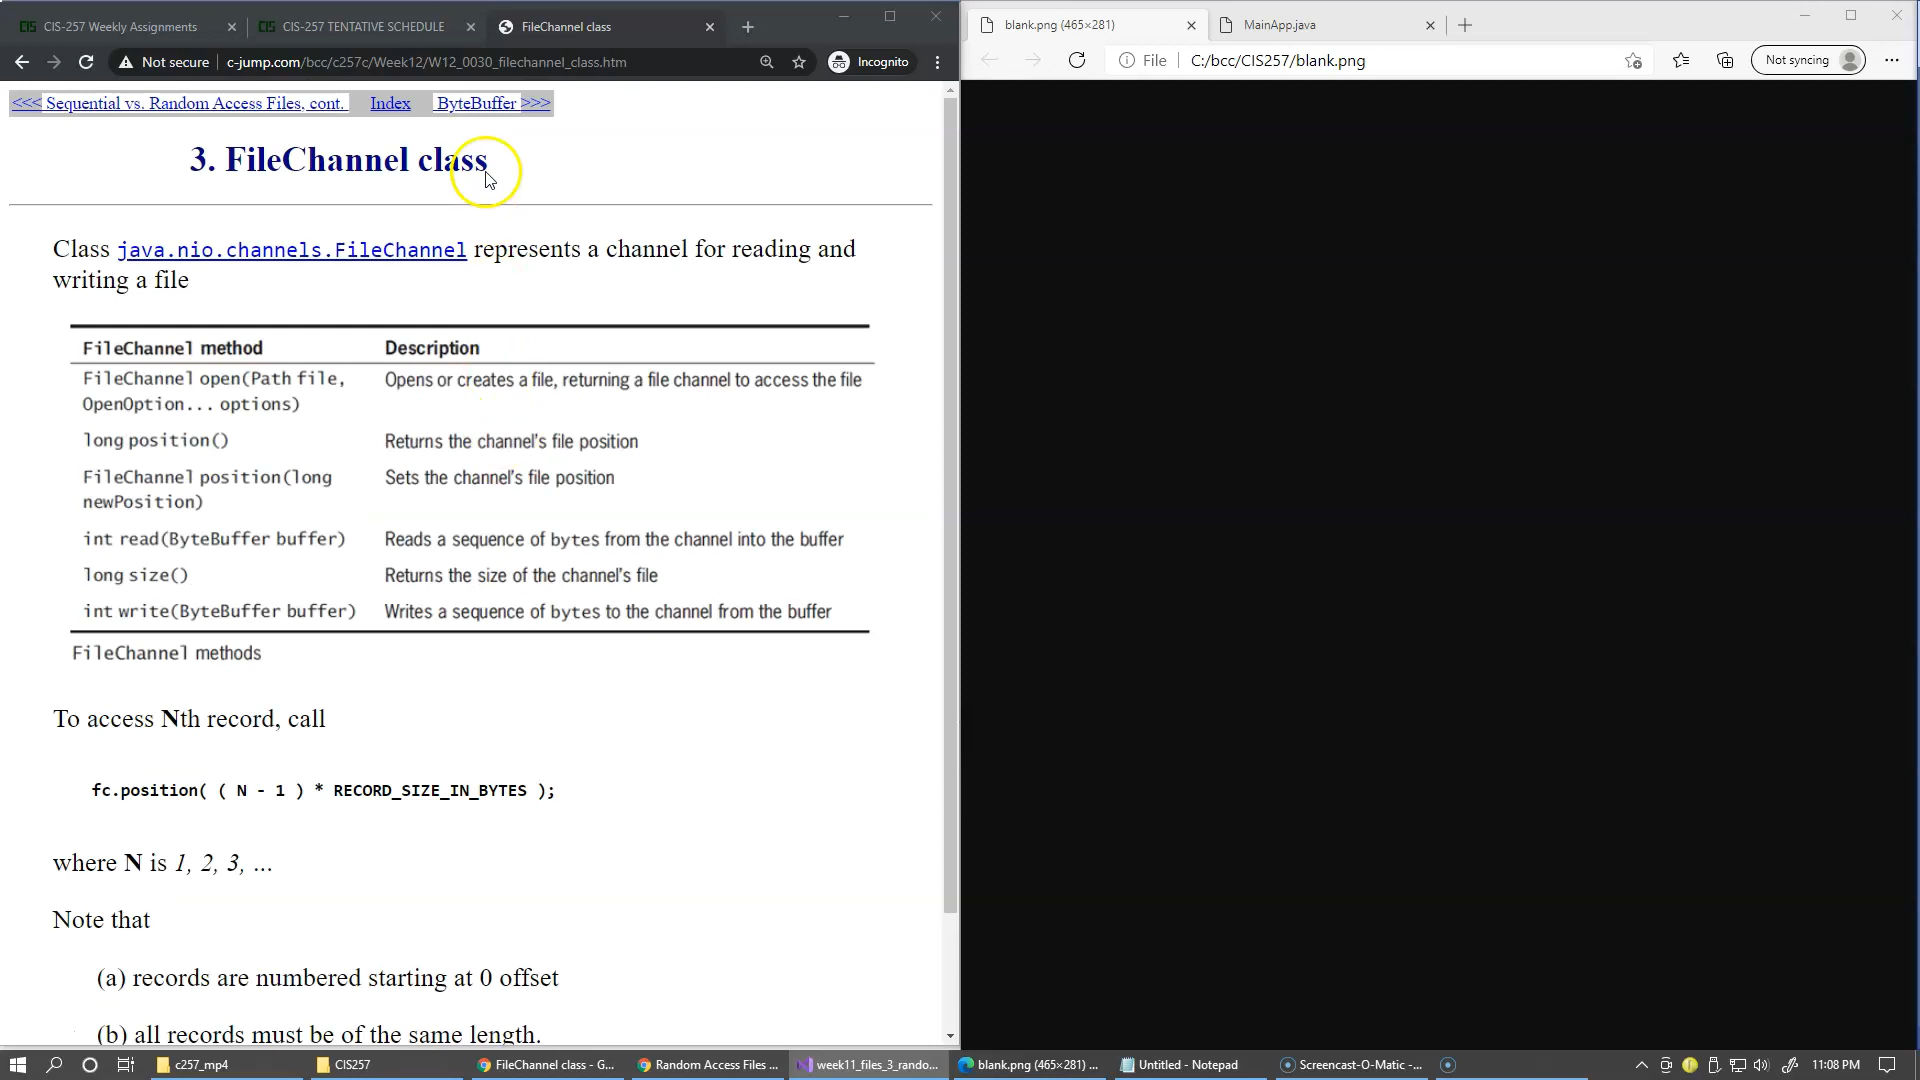 CIS-257 Weekly Assignments
CIS-257 TENTATIVE SCHEDULE
FileChannel class
Not secure
c-jump.com/bcc/c257c/Week12/W12_0030_filechannel_class.htm
Incognito
<<< Sequential vs. Random Access Files, cont. Index ByteBuffer >>>
3. FileChannel class
Class java.nio.channels.FileChannel represents a channel for reading and
writing a file
FileChannel method Description
FileChannel open(Path file, Opens or creates a file, returning a file channel to access the file
OpenOption... options)
long position() Returns the channel's file position
FileChannel position(long Sets the channel's file position
newPosition)
int read(ByteBuffer buffer) Reads a sequence of bytes from the channel into the buffer
long size() Returns the size of the channel's file
int write(ByteBuffer buffer) Writes a sequence of bytes to the channel from the buffer
FileChannel methods
To access Nth record, call
fc.position( ( N - 1 ) * RECORD_SIZE_IN_BYTES );
where N is 1, 2, 3, ...
Note that
(a) records are numbered starting at 0 offset
(b) all records must be of the same length.
blank.png (465×281)
MainApp.java
File
C:/bcc/CIS257/blank.png
Not syncing
c257_mp4
CIS257
FileChannel class - G...
Random Access Files ...
week11_files_3_rando...
blank.png (465×281) ...
Untitled - Notepad
Screencast-O-Matic -...
11:08 PM